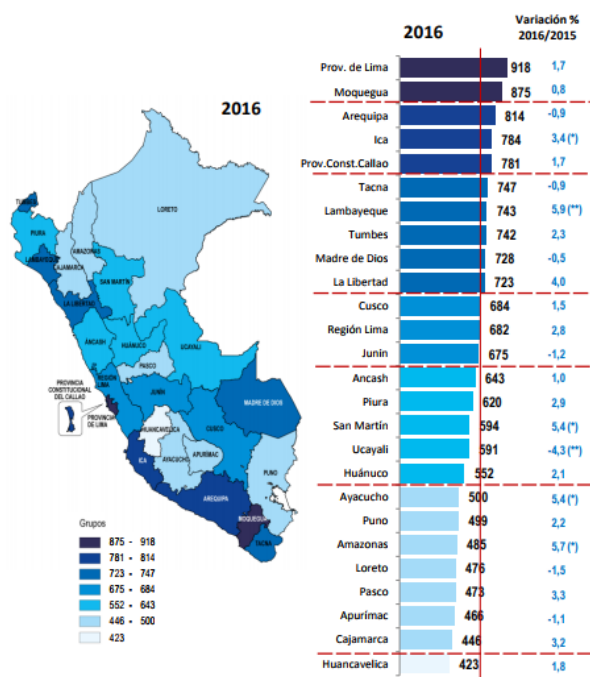 2016
Variación %
2016/2015
Prov. de Lima 918 1,7
Moquegua 875 0,8
Arequipa 814 -0,9
Ica 784 3,4 (*)
Prov.Const.Callao 781 1,7
Tacna 747 -0,9
Lambayeque 743 5,9 (**)
Tumbes 742 2,3
Madre de Dios 728 -0,5
La Libertad 723 4,0
Cusco 684 1,5
Región Lima 682 2,8
Junin 675 -1,2
Ancash 643 1,0
Piura 620 2,9
San Martín 594 5,4 (*)
Ucayali 591 -4,3 (**)
Huánuco 552 2,1
Ayacucho 500 5,4 (*)
Puno 499 2,2
Amazonas 485 5,7 (*)
Loreto 476 -1,5
Pasco 473 3,3
Apurímac 466 -1,1
Cajamarca 446 3,2
Huancavelica 423 1,8
2016
LORETO
TUMBES
PIURA
AMAZONAS
LAMBAYEQUE
CAJAMARCA
SAN MARTÍN
LA LIBERTAD
ANCASH
HUÁNUCO
UCAYALI
PASCO
REGIÓN
LIMA
PROVINCIA
CONSTITUCIONAL
DEL CALLAO
JUNÍN
PROVINCIA
DE LIMA
MADRE DE DIOS
HUANCAVELICA
CUSCO
ICA
AYACUCHO
APURÍMAC
PUNO
AREQUIPA
MOQUEGUA
TACNA
Grupos
875 - 918
781 - 814
723 - 747
675 - 684
552 - 643
446 - 500
423